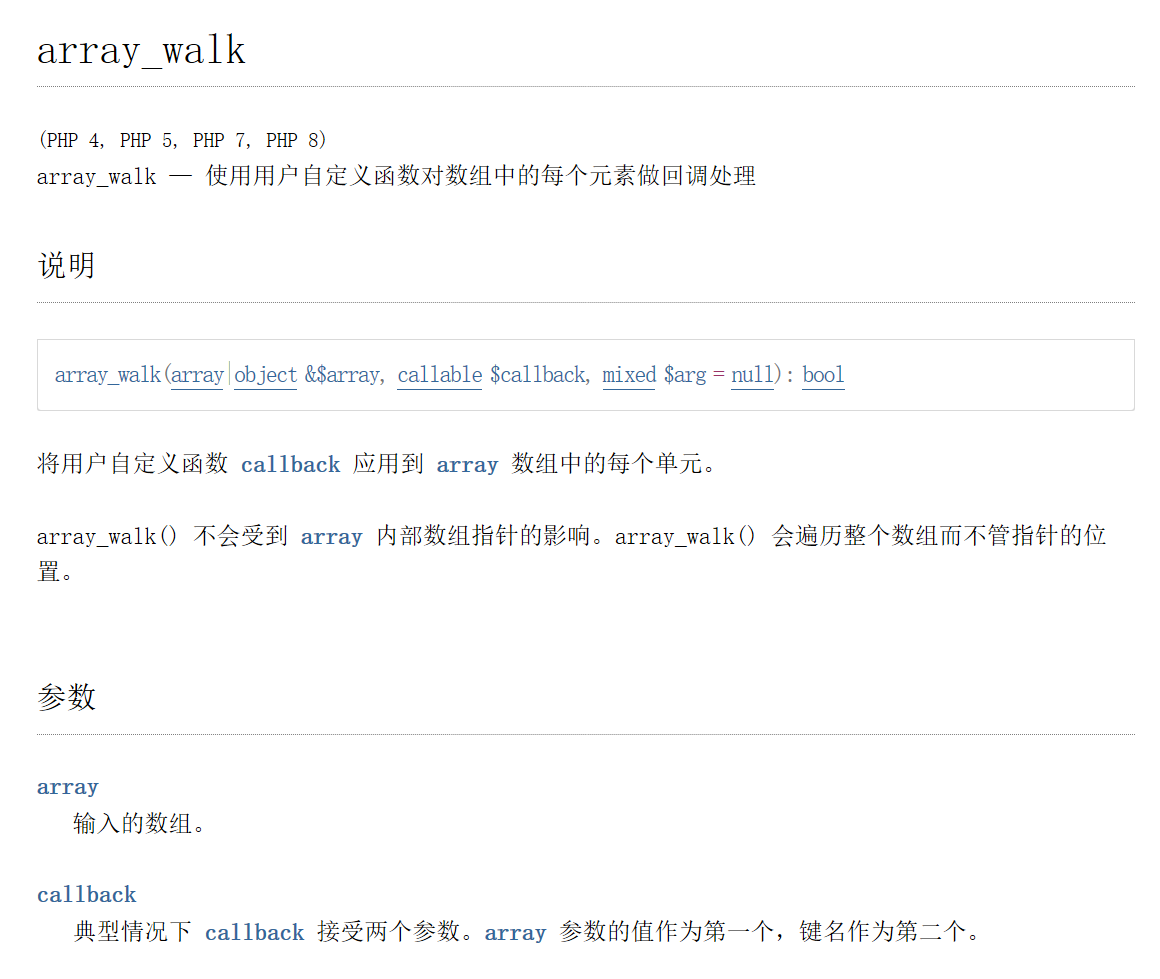 array_walk
(PHP 4, PHP 5, PHP 7, PHP 8)
array_walk — 使用用户自定义函数对数组中的每个元素做回调处理
说明
array_walk(array|object &$array, callable $callback, mixed $arg = null): bool
将用户自定义函数 callback 应用到 array 数组中的每个单元。
array_walk() 不会受到 array 内部数组指针的影响。array_walk() 会遍历整个数组而不管指针的位
置。
参数
array
输入的数组。
callback
典型情况下 callback 接受两个参数。array 参数的值作为第一个，键名作为第二个。